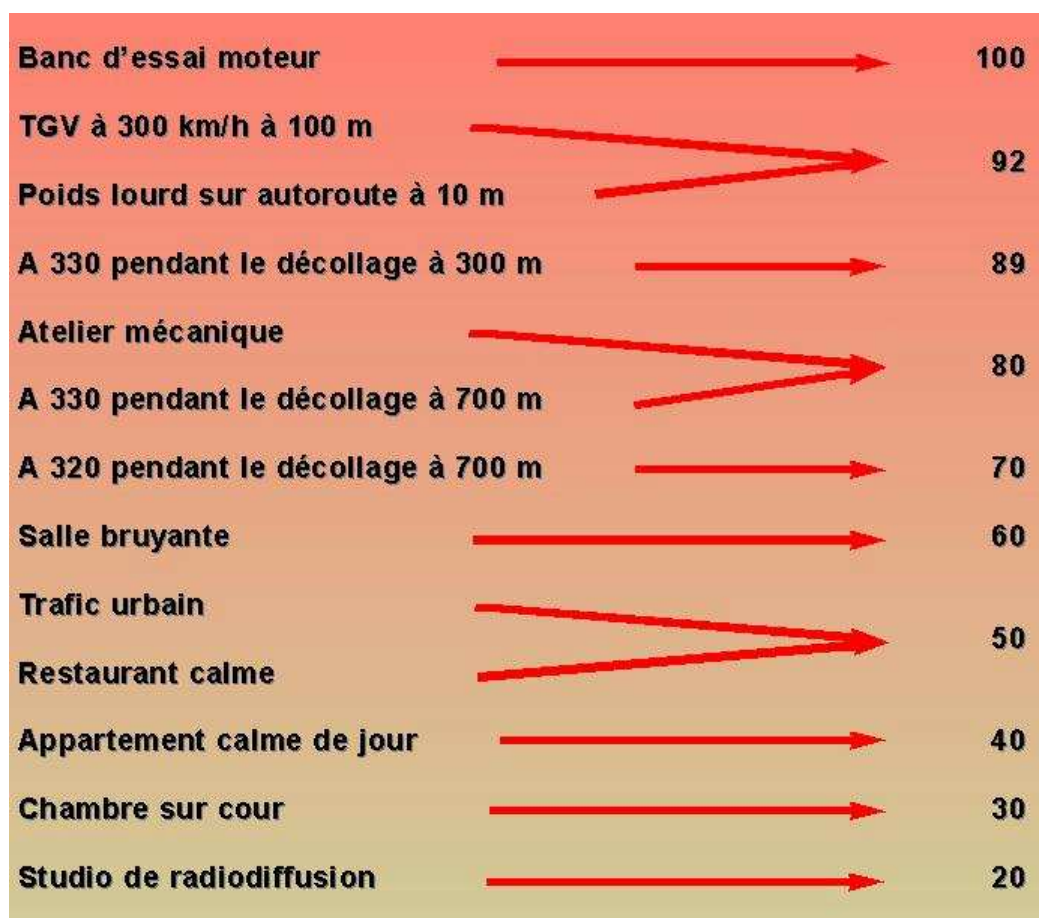 Banc d'essai moteur 100
TGV à 300 km/h à 100 m
92
Poids lourd sur autoroute à 10 m
A 330 pendant le décollage à 300 m 89
Atelier mécanique
80
A 330 pendant le décollage à 700 m
A 320 pendant le décollage à 700 m 70
Salle bruyante 60
Trafic urbain
50
Restaurant calme
Appartement calme de jour 40
Chambre sur cour 30
Studio de radiodiffusion 20